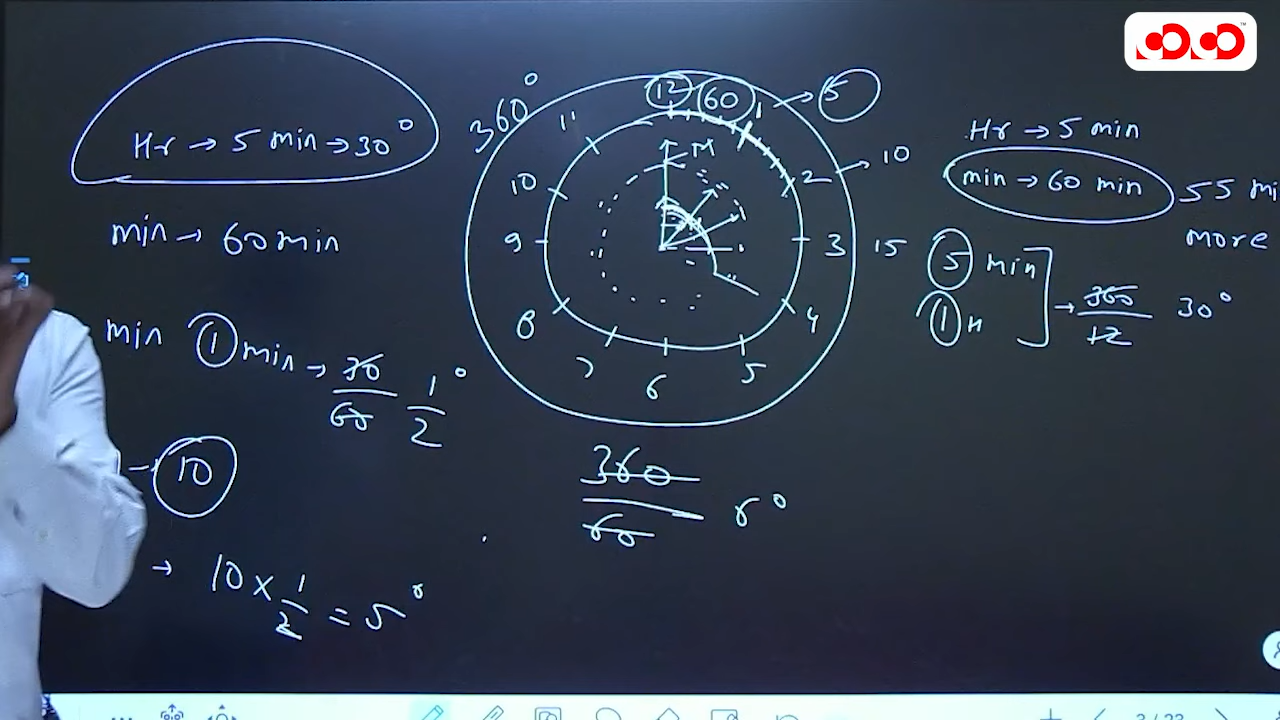 Hr → 5 min → 30°
min → 60 min
min 1 min → 30/60 1/2°
→ 10
→ 10 × 1/2 = 5°
360°
12 60 1 → 5
11
M
10
2 → 10
9
3 15
8
4
7
5
6
360/60 6°
Hr → 5 min
min → 60 min 55 mi
more
5 min
1 H → 360/12 30°